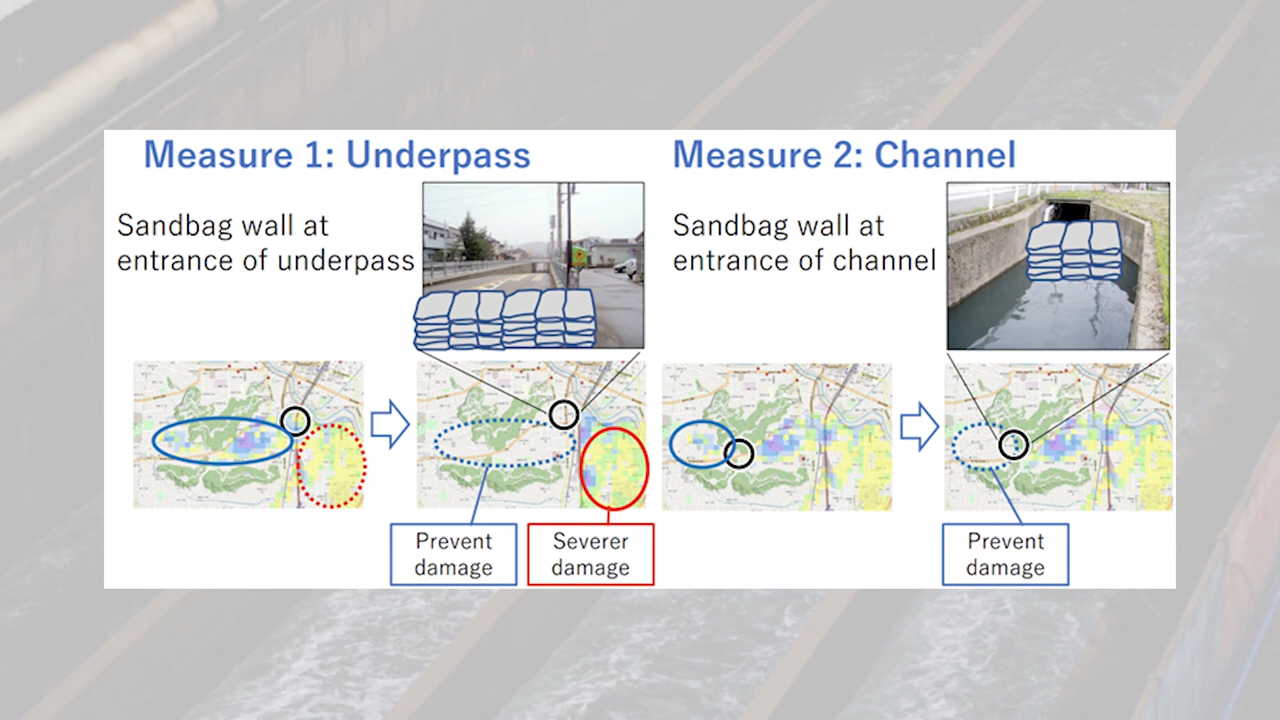 Measure 1: Underpass
Sandbag wall at
entrance of underpass
Prevent
damage
Severer
damage
Measure 2: Channel
Sandbag wall at
entrance of channel
Prevent
damage